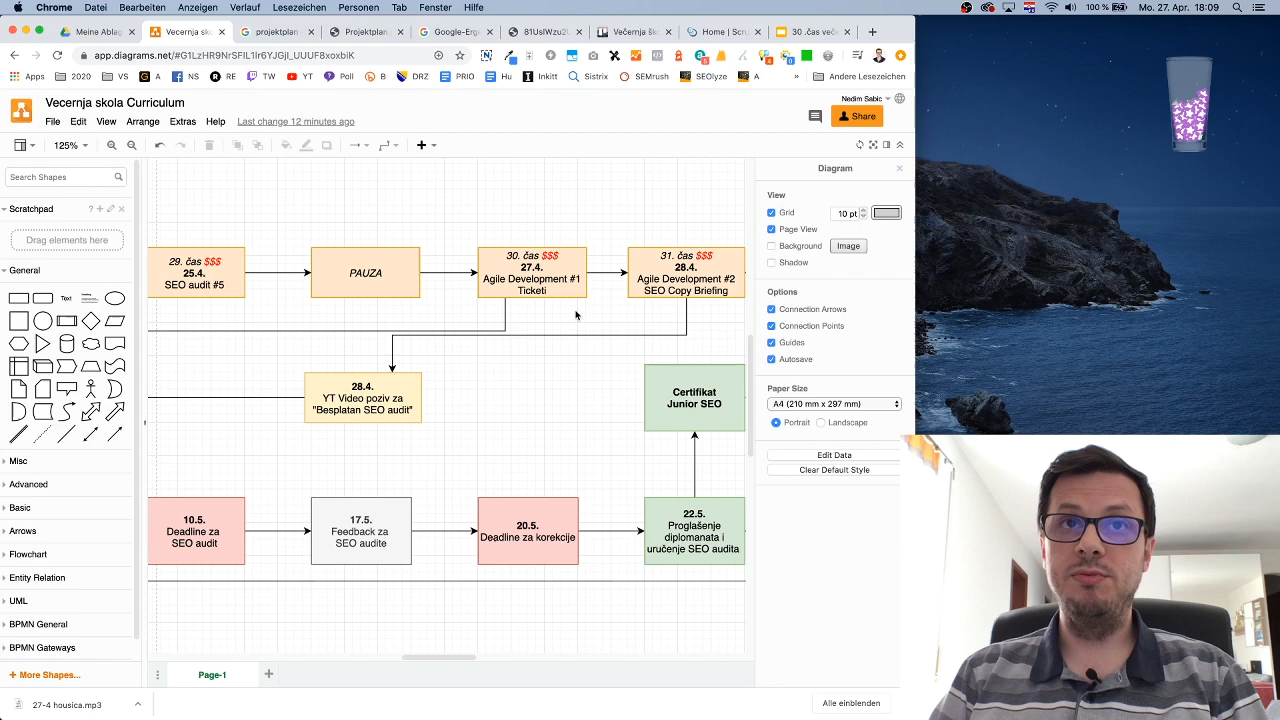 Chrome Datei Bearbeiten Anzeigen Verlauf Lesezeichen Personen Tab Fenster Hilfe 100 % Mo. 27 Apr. 18:09
Meine Ablag Vecernja sk projektplan Projektplan Google-Erge 81UslWzu2U Večernja šk Home | Scru 30 .čas veče
app.diagrams.net/#G1LzHR9NrSFIL1Ir6YJGjI_UUUF8xoxbiK
Apps 2020 VS A NS RE TW YT Poll B DRZ PRIO Hu Inkitt Sistrix SEMrush SEOlyze A » Andere Lesezeichen
Vecernja skola Curriculum
Nedim Sabic
File Edit View Arrange Extras Help Last change 12 minutes ago
Share
125%
Search Shapes
Scratchpad
Drag elements here
General
Text
Misc
Advanced
Basic
Arrows
Flowchart
Entity Relation
UML
BPMN General
BPMN Gateways
+ More Shapes...
29. čas $$$
25.4.
SEO audit #5
PAUZA
30. čas $$$
27.4.
Agile Development #1
Ticketi
31. čas $$$
28.4.
Agile Development #2
SEO Copy Briefing
28.4.
YT Video poziv za
"Besplatan SEO audit"
Certifikat
Junior SEO
10.5.
Deadline za
SEO audit
17.5.
Feedback za
SEO audite
20.5.
Deadline za korekcije
22.5.
Proglašenje
diplomanata i
uručenje SEO audita
Page-1
Diagram
View
Grid 10 pt
Page View
Background Image
Shadow
Options
Connection Arrows
Connection Points
Guides
Autosave
Paper Size
A4 (210 mm x 297 mm)
Portrait Landscape
Edit Data
Clear Default Style
27-4 housica.mp3
Alle einblenden